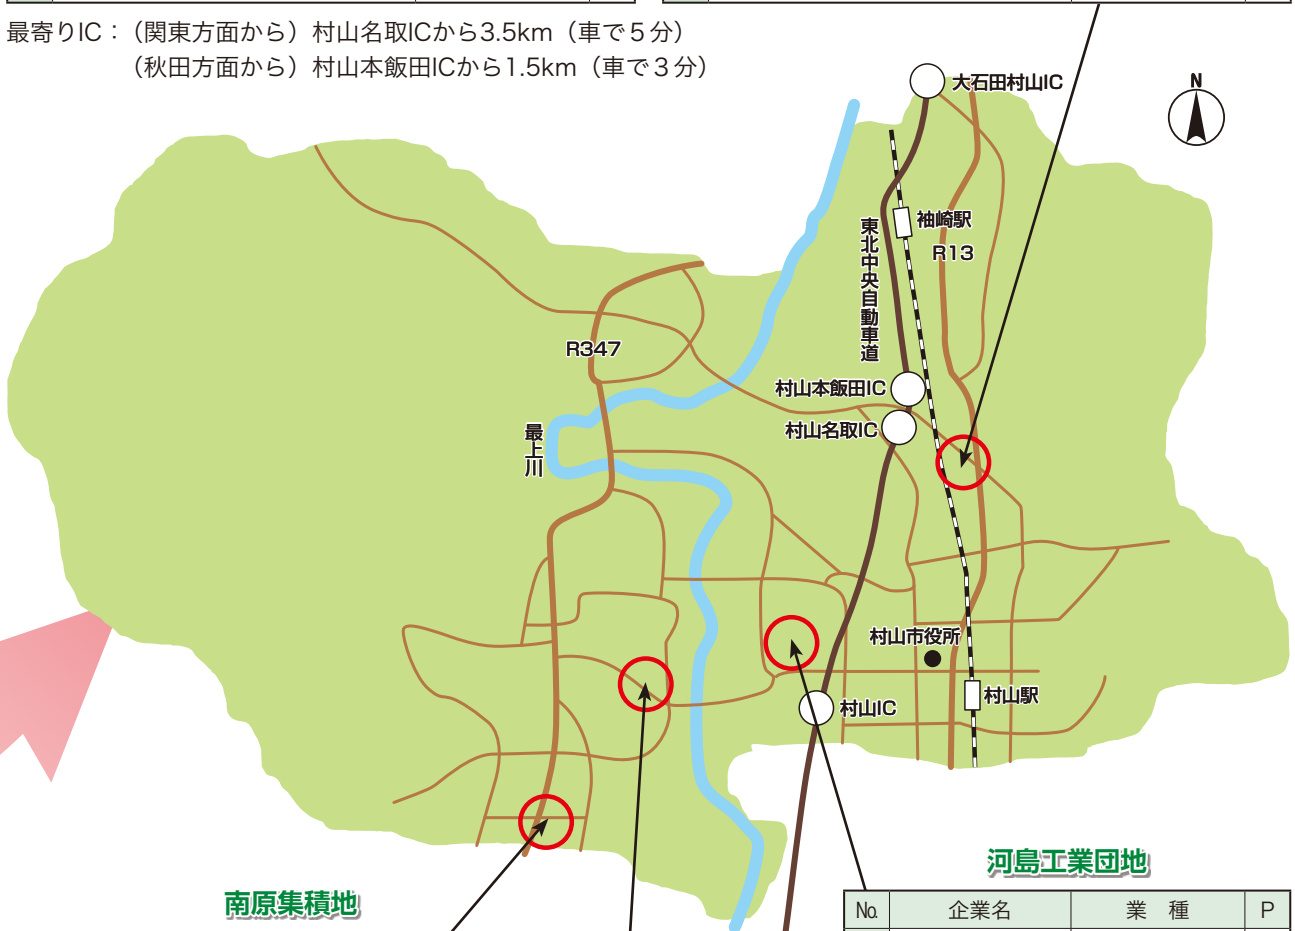 最寄りIC：（関東方面から）村山名取ICから3.5km（車で５分）
（秋田方面から）村山本飯田ICから1.5km（車で３分）
大石田村山IC
N
袖崎駅
R13
東北中央自動車道
R347
村山本飯田IC
村山名取IC
最上川
村山市役所
村山駅
村山IC
河島工業団地
南原集積地
№ 企業名 業　種 P